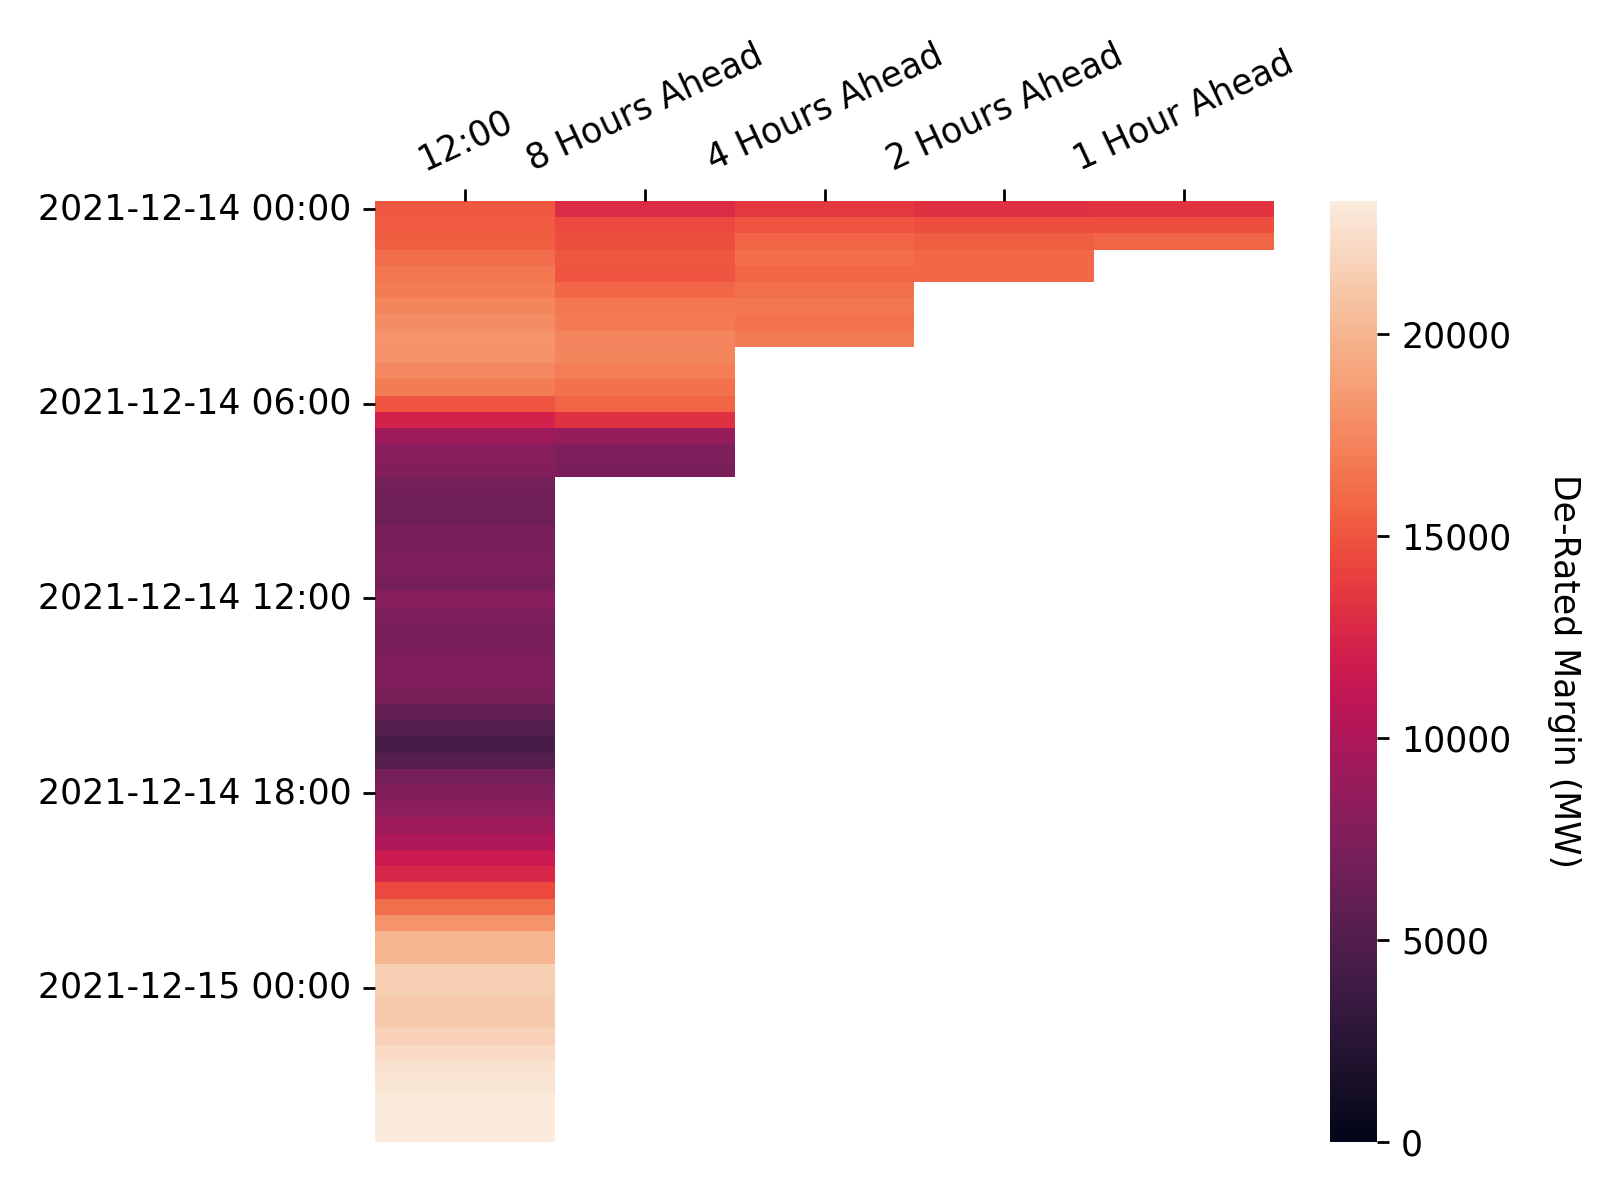 12:00
8 Hours Ahead
4 Hours Ahead
2 Hours Ahead
1 Hour Ahead
2021-12-14 00:00
2021-12-14 06:00
2021-12-14 12:00
2021-12-14 18:00
2021-12-15 00:00
20000
15000
10000
5000
0
De-Rated Margin (MW)